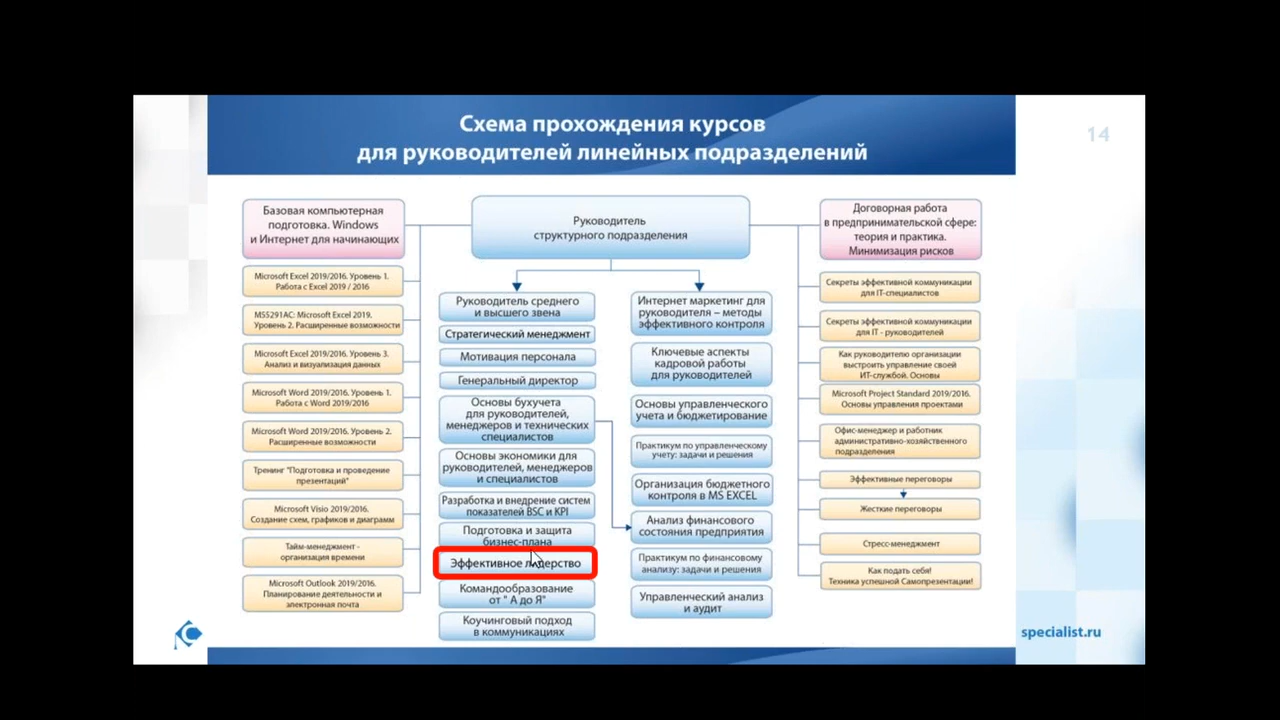 Схема прохождения курсов
для руководителей линейных подразделений
14
Базовая компьютерная
подготовка. Windows
и Интернет для начинающих
Microsoft Excel 2019/2016. Уровень 1.
Работа с Excel 2019 / 2016
M55291AC: Microsoft Excel 2019.
Уровень 2. Расширенные возможности
Microsoft Excel 2019/2016. Уровень 3.
Анализ и визуализация данных
Microsoft Word 2019/2016. Уровень 1.
Работа с Word 2019/2016
Microsoft Word 2019/2016. Уровень 2.
Расширенные возможности
Тренинг "Подготовка и проведение
презентаций"
Microsoft Visio 2019/2016.
Создание схем, графиков и диаграмм
Тайм-менеджмент -
организация времени
Microsoft Outlook 2019/2016.
Планирование деятельности и
электронная почта
Руководитель
структурного подразделения
Руководитель среднего
и высшего звена
Стратегический менеджмент
Мотивация персонала
Генеральный директор
Основы бухучета
для руководителей,
менеджеров и технических
специалистов
Основы экономики для
руководителей, менеджеров
и специалистов
Разработка и внедрение систем
показателей BSC и KPI
Подготовка и защита
бизнес-плана
Эффективное лидерство
Командообразование
от " А до Я"
Коучинговый подход
в коммуникациях
Интернет маркетинг для
руководителя – методы
эффективного контроля
Ключевые аспекты
кадровой работы
для руководителей
Основы управленческого
учета и бюджетирование
Практикум по управленческому
учету: задачи и решения
Организация бюджетного
контроля в MS EXCEL
Анализ финансового
состояния предприятия
Практикум по финансовому
анализу: задачи и решения
Управленческий анализ
и аудит
Договорная работа
в предпринимательской сфере:
теория и практика.
Минимизация рисков
Секреты эффективной коммуникации
для IT-специалистов
Секреты эффективной коммуникации
для IT - руководителей
Как руководителю организации
выстроить управление своей
ИТ-службой. Основы
Microsoft Project Standard 2019/2016.
Основы управления проектами
Офис-менеджер и работник
административно-хозяйственного
подразделения
Эффективные переговоры
Жесткие переговоры
Стресс-менеджмент
Как подать себя!
Техника успешной Самопрезентации!
specialist.ru